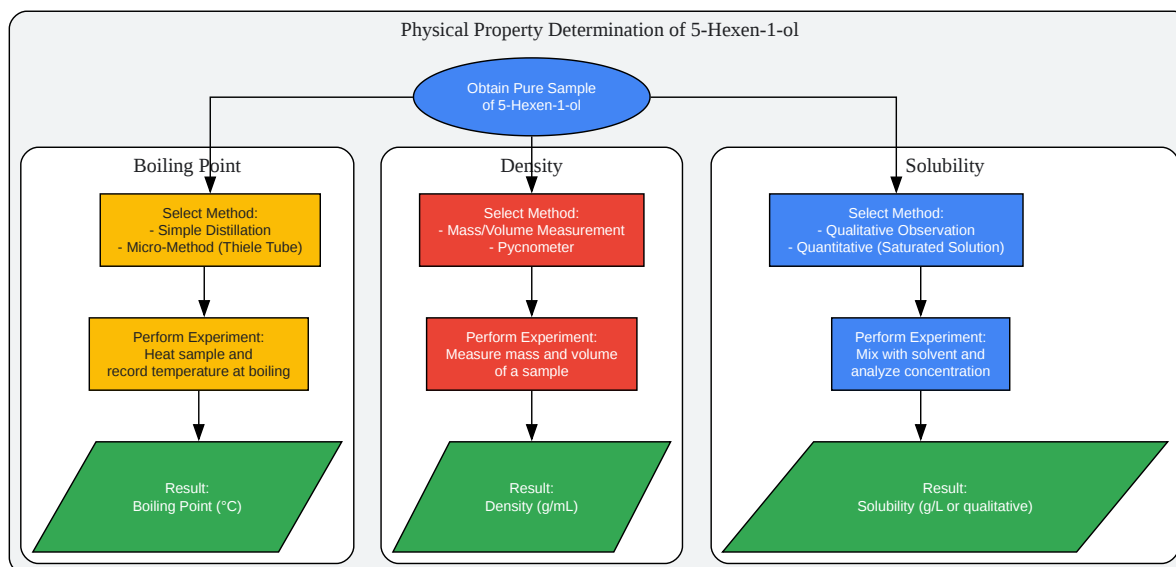 Physical Property Determination of 5-Hexen-1-ol
Obtain Pure Sample
of 5-Hexen-1-ol
Boiling Point
Select Method:
- Simple Distillation
- Micro-Method (Thiele Tube)
Perform Experiment:
Heat sample and
record temperature at boiling
Result:
Boiling Point (°C)
Density
Select Method:
- Mass/Volume Measurement
- Pycnometer
Perform Experiment:
Measure mass and volume
of a sample
Result:
Density (g/mL)
Solubility
Select Method:
- Qualitative Observation
- Quantitative (Saturated Solution)
Perform Experiment:
Mix with solvent and
analyze concentration
Result:
Solubility (g/L or qualitative)